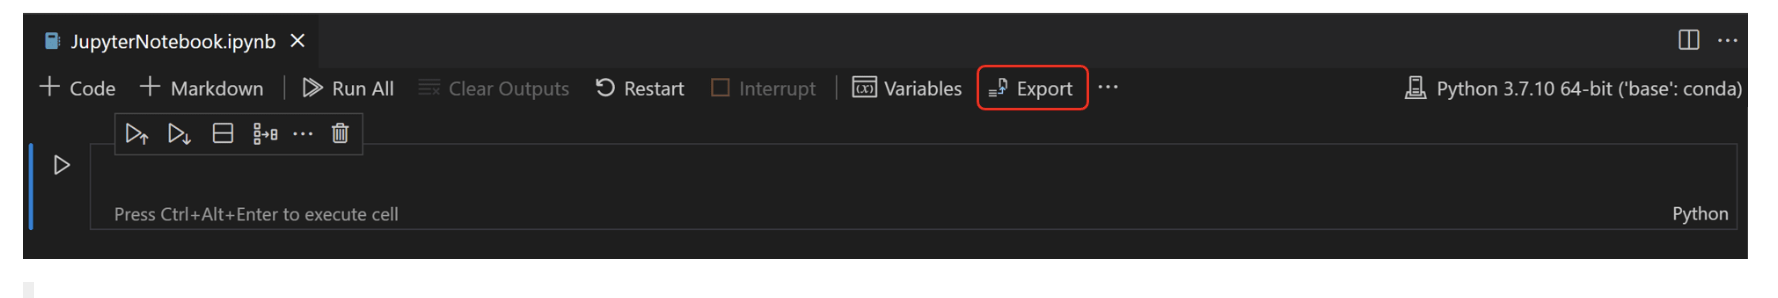 JupyterNotebook.ipynb
Code Markdown Run All Clear Outputs Restart Interrupt Variables Export ... Python 3.7.10 64-bit ('base': conda)
Press Ctrl+Alt+Enter to execute cell
Python